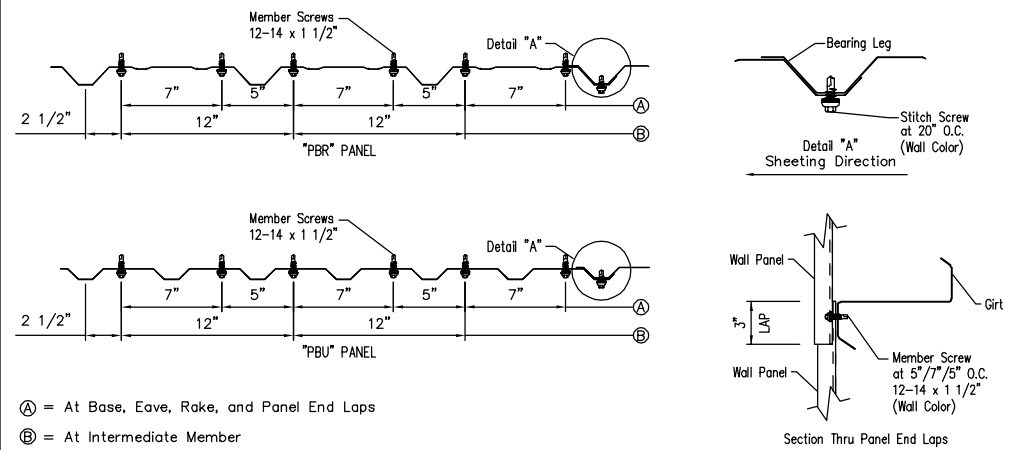 Member Screws
12-14 x 1 1/2"
Detail "A"
7" 5" 7" 5" 7"
A
2 1/2" 12" 12"
B
"PBR" PANEL
Bearing Leg
Stitch Screw
at 20" O.C.
(Wall Color)
Detail "A"
Sheeting Direction
Member Screws
12-14 x 1 1/2"
Detail "A"
7" 5" 7" 5" 7"
A
2 1/2" 12" 12"
B
"PBU" PANEL
A = At Base, Eave, Rake, and Panel End Laps
B = At Intermediate Member
Wall Panel
Girt
3"
LAP
Wall Panel
Member Screw
at 5"/7"/5" O.C.
12-14 x 1 1/2"
(Wall Color)
Section Thru Panel End Laps